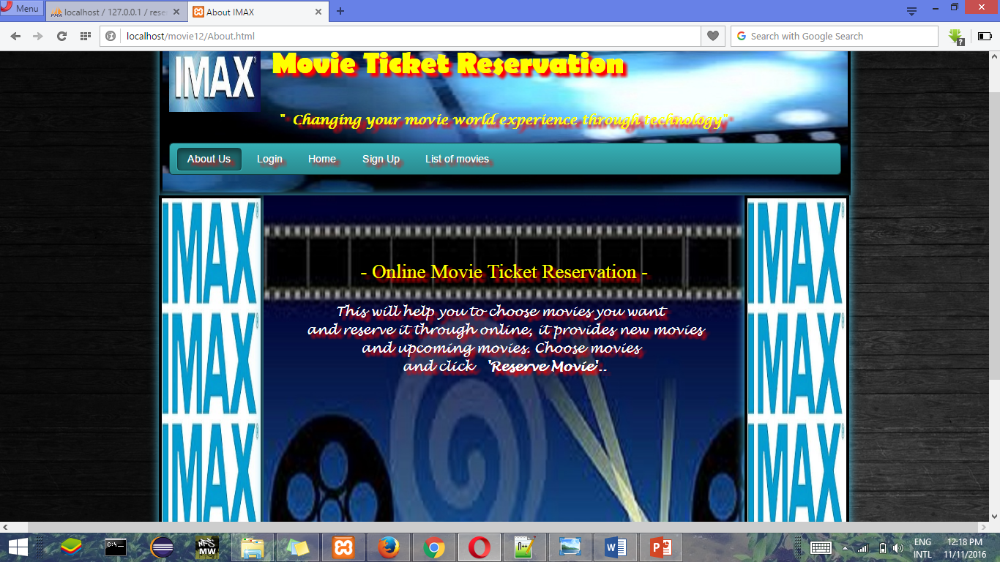 Menu
localhost / 127.0.0.1 / rese
About IMAX
localhost/movie12/About.html
Search with Google Search
IMAX
Movie Ticket Reservation
" Changing your movie world experience through technology"
About Us Login Home Sign Up List of movies
IMAX IMAX
- Online Movie Ticket Reservation -
This will help you to choose movies you want
and reserve it through online, it provides new movies
and upcoming movies. Choose movies
and click 'Reserve Movie'..
IMAX IMAX
IMAX IMAX
ENG 12:18 PM
INTL 11/11/2016